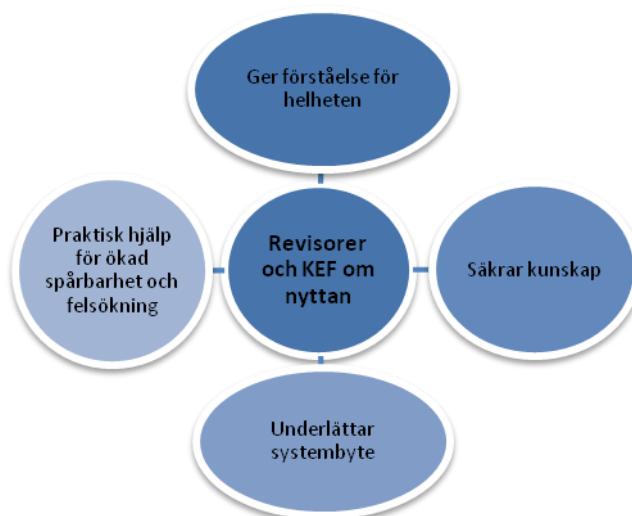 Ger förståelse för
helheten
Praktisk hjälp
för ökad
spårbarhet och
felsökning
Revisorer
och KEF om
nyttan
Säkrar kunskap
Underlättar
systembyte